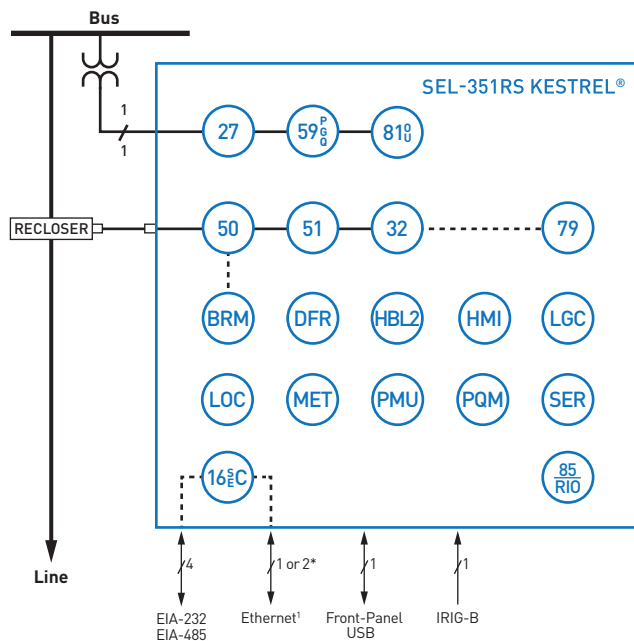 Bus
SEL-351RS KESTREL®
1
1
27
59 P G Q
81 O U
RECLOSER
50
51
32
79
BRM
DFR
HBL2
HMI
LGC
LOC
MET
PMU
PQM
SER
16 S E C
85
RIO
4
1 or 2*
1
1
Line
EIA-232
EIA-485
Ethernet¹
Front-Panel
USB
IRIG-B